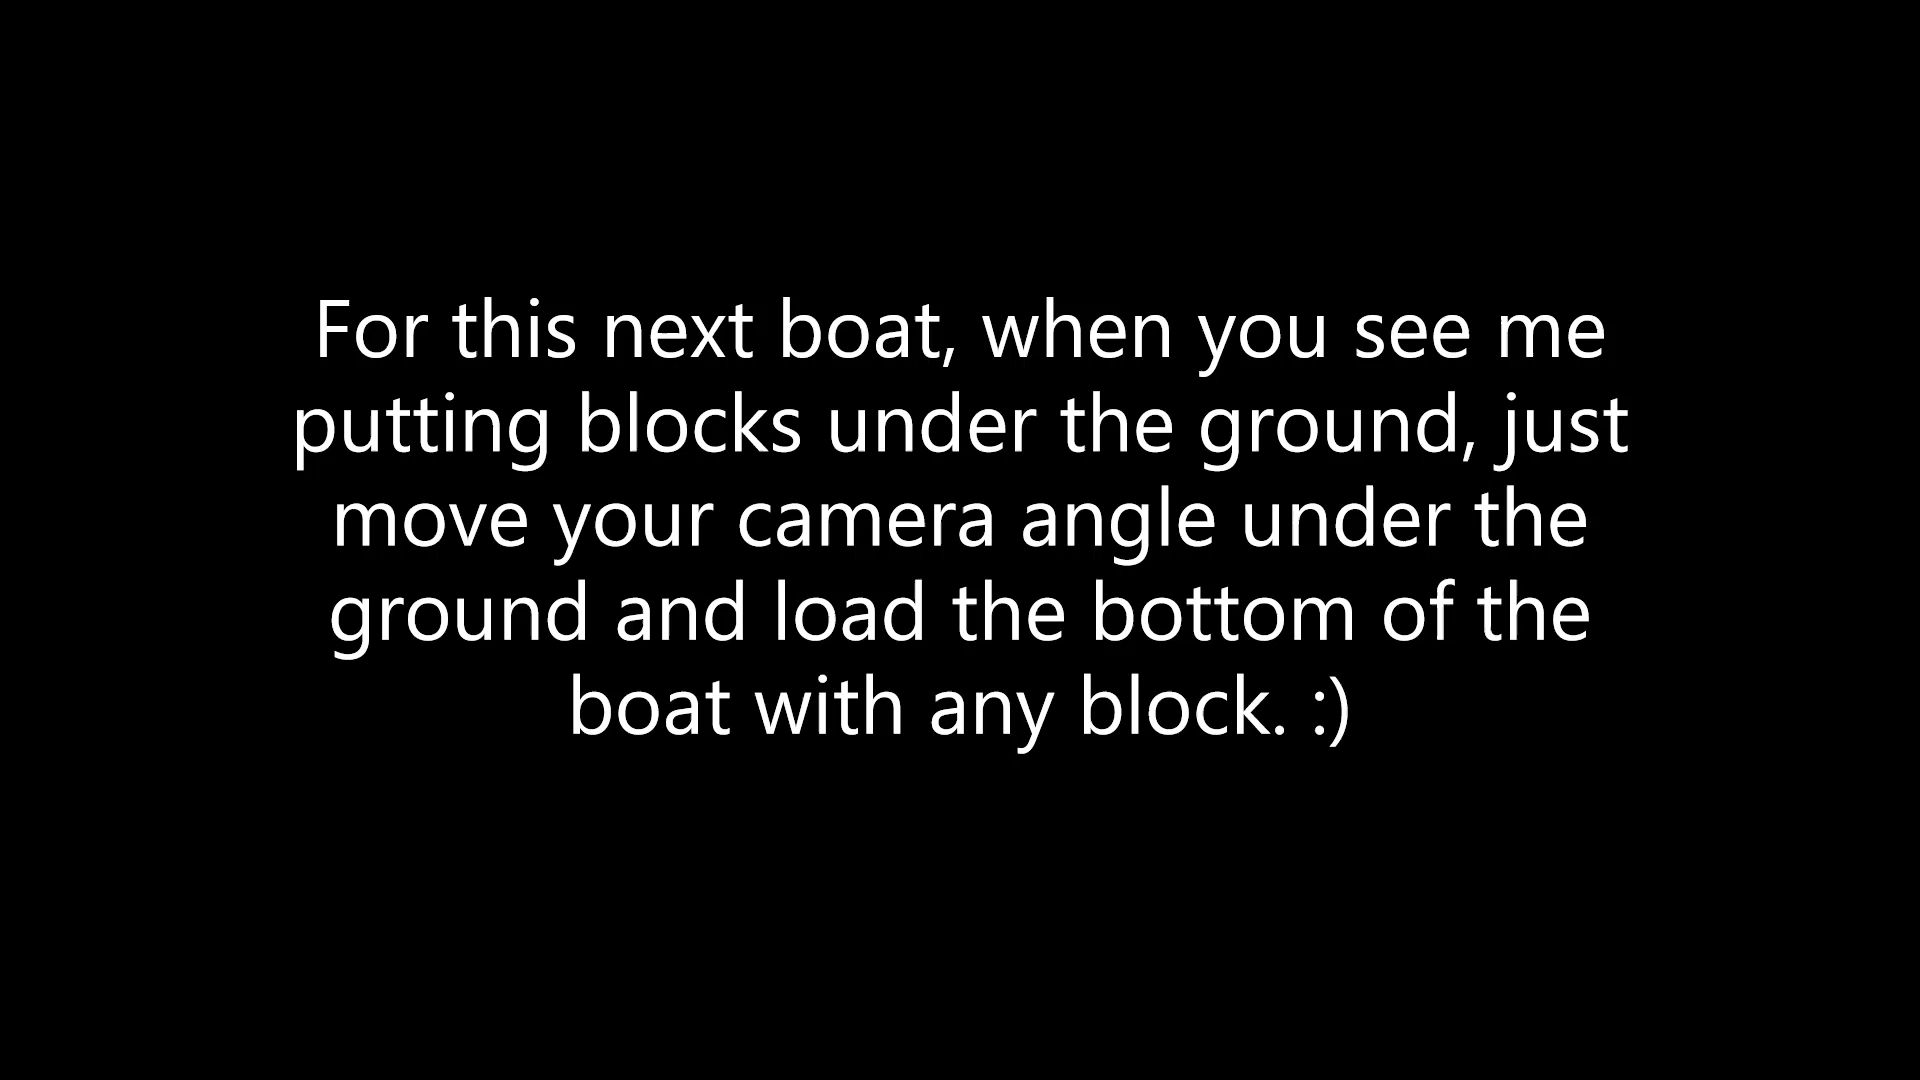 For this next boat, when you see me
putting blocks under the ground, just
move your camera angle under the
ground and load the bottom of the
boat with any block. :)